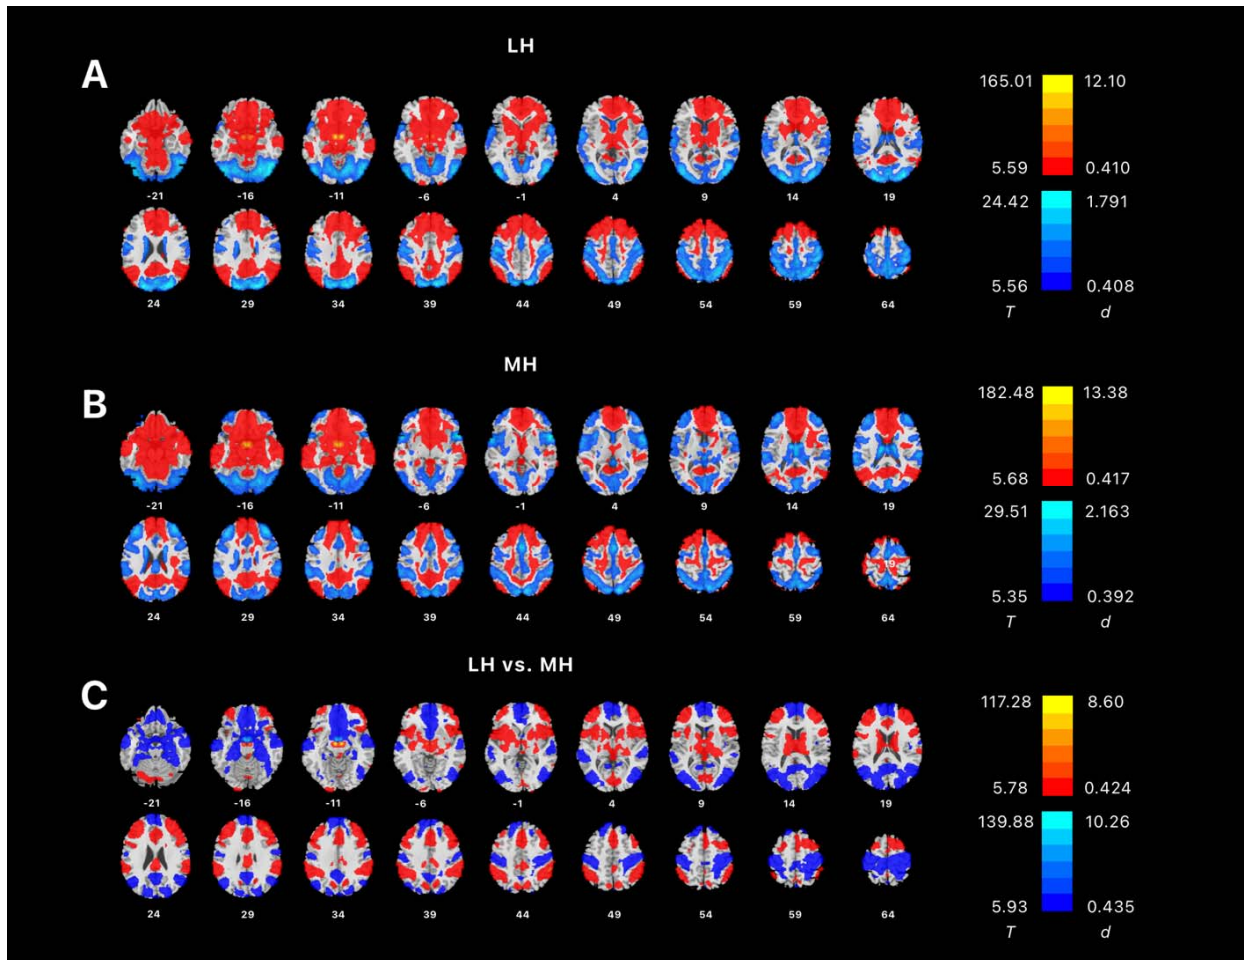 LH
A
165.01 12.10
5.59 0.410
-21 -16 -11 -6 -1 4 9 14 19
24.42 1.791
5.56 0.408
24 29 34 39 44 49 54 59 64
T d
MH
B
182.48 13.38
5.68 0.417
-21 -16 -11 -6 -1 4 9 14 19
29.51 2.163
19
5.35 0.392
24 29 34 39 44 49 54 59 64
T d
LH vs. MH
C
117.28 8.60
5.78 0.424
-21 -16 -11 -6 -1 4 9 14 19
139.88 10.26
5.93 0.435
24 29 34 39 44 49 54 59 64
T d